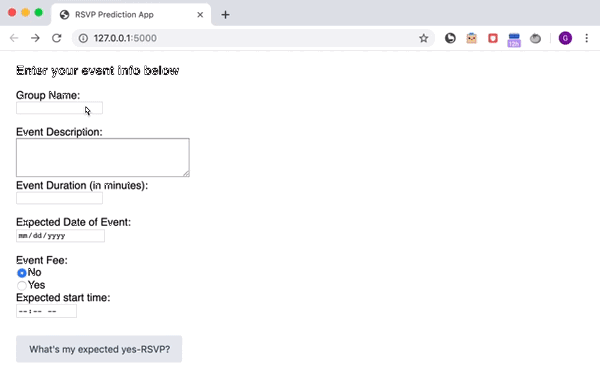 RSVP Prediction App
127.0.0.1:5000
G
Enter your event info below
Group Name:
Event Description:
Event Duration (in minutes):
Expected Date of Event:
mm/dd/yyyy
Event Fee:
No
Yes
Expected start time:
--:-- --
What's my expected yes-RSVP?